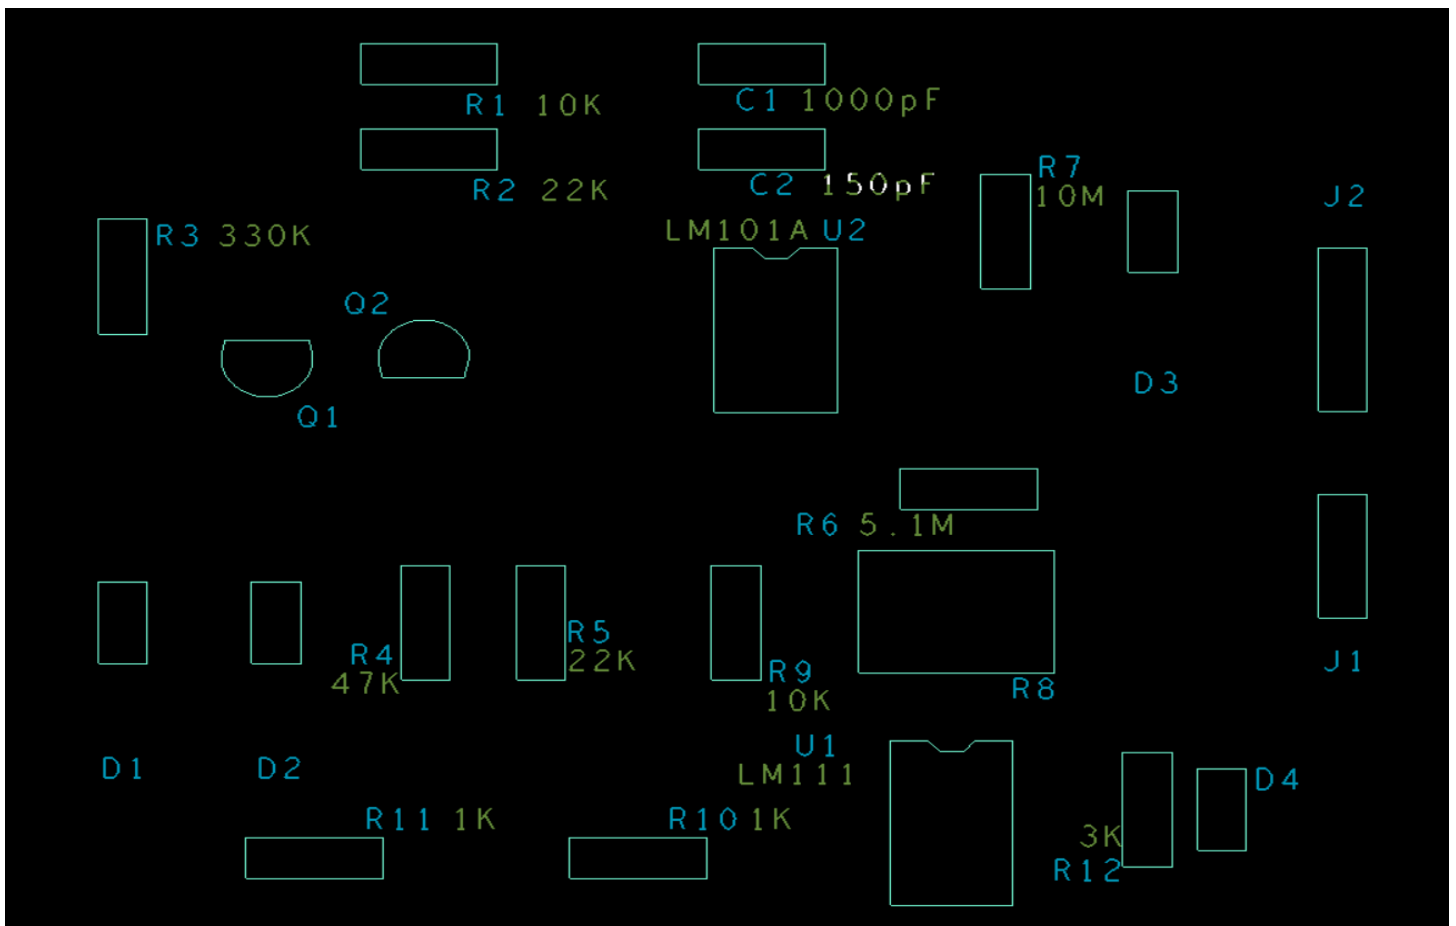 R1 10K
C1 1000pF
R2 22K
C2 150pF
R7
10M
J2
R3 330K
LM101A U2
Q2
D3
Q1
R6 5.1M
R5
22K
R4
47K
R9
10K
R8
J1
U1
LM111
D1
D2
D4
R11 1K
R10 1K
3K
R12